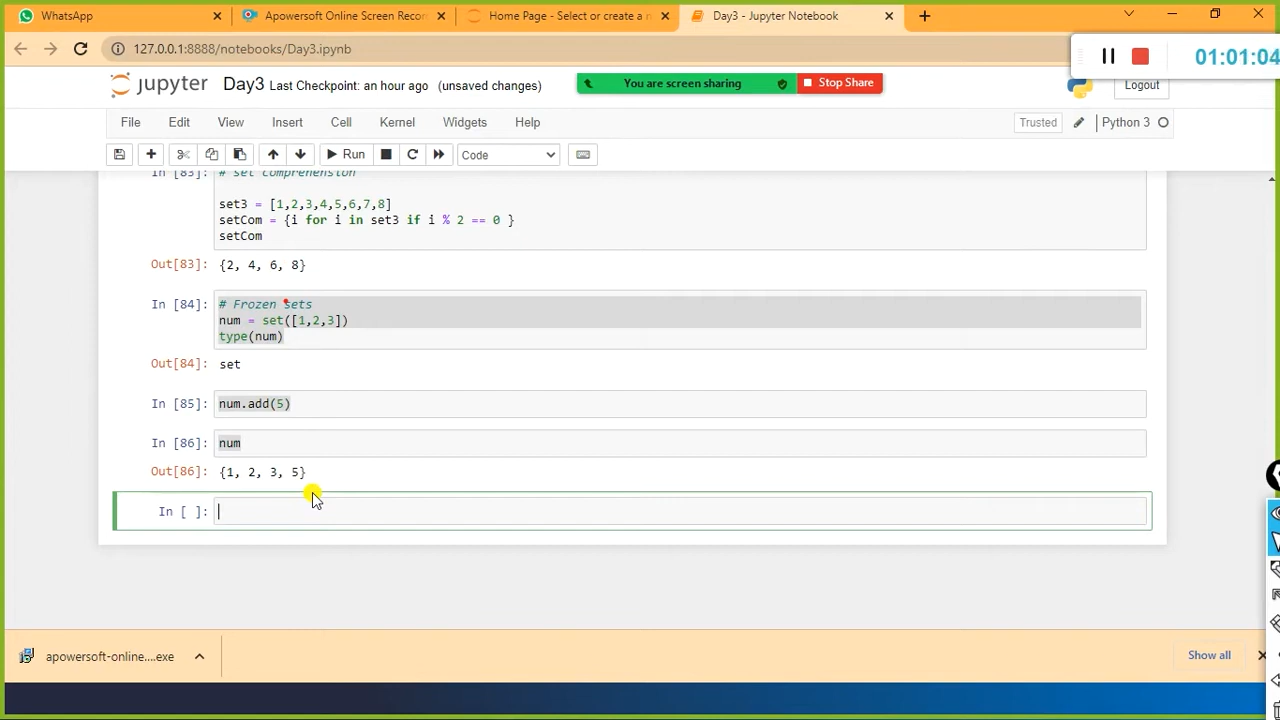 WhatsApp
Apowersoft Online Screen Recor
Home Page - Select or create a n
Day3 - Jupyter Notebook
127.0.0.1:8888/notebooks/Day3.ipynb
01:01:04
jupyter Day3 Last Checkpoint: an hour ago (unsaved changes)
You are screen sharing
Stop Share
Logout
File Edit View Insert Cell Kernel Widgets Help
Trusted
Python 3
Run
Code
In [83]: # set comprehension
set3 = [1,2,3,4,5,6,7,8]
setCom = {i for i in set3 if i % 2 == 0 }
setCom
Out[83]: {2, 4, 6, 8}
In [84]: # Frozen sets
num = set([1,2,3])
type(num)
Out[84]: set
In [85]: num.add(5)
In [86]: num
Out[86]: {1, 2, 3, 5}
In [ ]:
apowersoft-online....exe
Show all